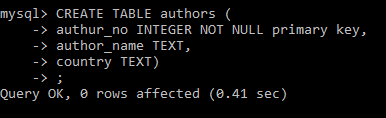 mysql> CREATE TABLE authors (
    -> authur_no INTEGER NOT NULL primary key,
    -> author_name TEXT,
    -> country TEXT)
    -> ;
Query OK, 0 rows affected (0.41 sec)